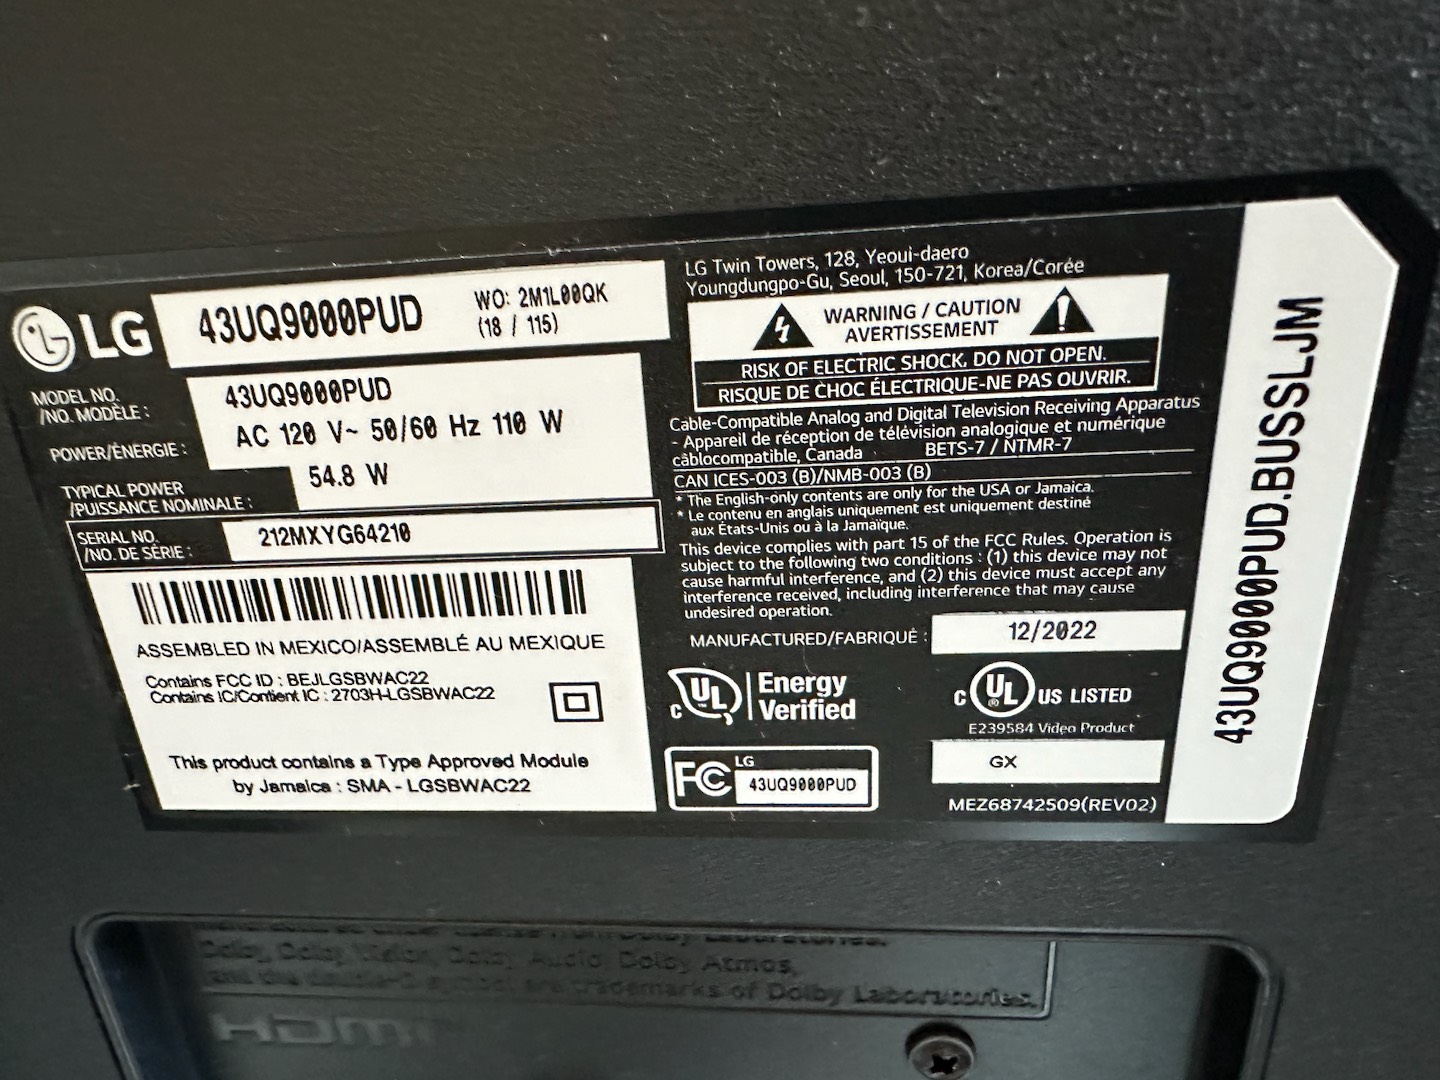 LG
43UQ9000PUD
WO: 2M1L00QK
(18 / 115)
MODEL NO.
/NO. MODÈLE :
43UQ9000PUD
POWER/ÉNERGIE :
AC 120 V~ 50/60 Hz 110 W
TYPICAL POWER
/PUISSANCE NOMINALE :
54.8 W
SERIAL NO.
/NO. DE SÉRIE :
212MXYG64210
ASSEMBLED IN MEXICO/ASSEMBLÉ AU MEXIQUE
Contains FCC ID : BEJLGSBWAC22
Contains IC/Contient IC : 2703H-LGSBWAC22
This product contains a Type Approved Module
by Jamaica : SMA - LGSBWAC22
LG Twin Towers, 128, Yeoui-daero
Youngdungpo-Gu, Seoul, 150-721, Korea/Corée
WARNING / CAUTION
AVERTISSEMENT
RISK OF ELECTRIC SHOCK, DO NOT OPEN.
RISQUE DE CHOC ÉLECTRIQUE-NE PAS OUVRIR.
Cable-Compatible Analog and Digital Television Receiving Apparatus
- Appareil de réception de télévision analogique et numérique
câblocompatible, Canada BETS-7 / NTMR-7
CAN ICES-003 (B)/NMB-003 (B)
* The English-only contents are only for the USA or Jamaica.
* Le contenu en anglais uniquement est uniquement destiné
aux États-Unis ou à la Jamaïque.
This device complies with part 15 of the FCC Rules. Operation is
subject to the following two conditions : (1) this device may not
cause harmful interference, and (2) this device must accept any
interference received, including interference that may cause
undesired operation.
MANUFACTURED/FABRIQUÉ : 12/2022
c UL Energy
Verified
c UL ® US LISTED
E239584 Video Product
FC LG
43UQ9000PUD
GX
MEZ68742509(REV02)
43UQ9000PUD.BUSSLJM
Dolby, Dolby Vision, Dolby Audio, Dolby Atmos,
and the double-D symbol are trademarks of Dolby Laboratories.
HDMI